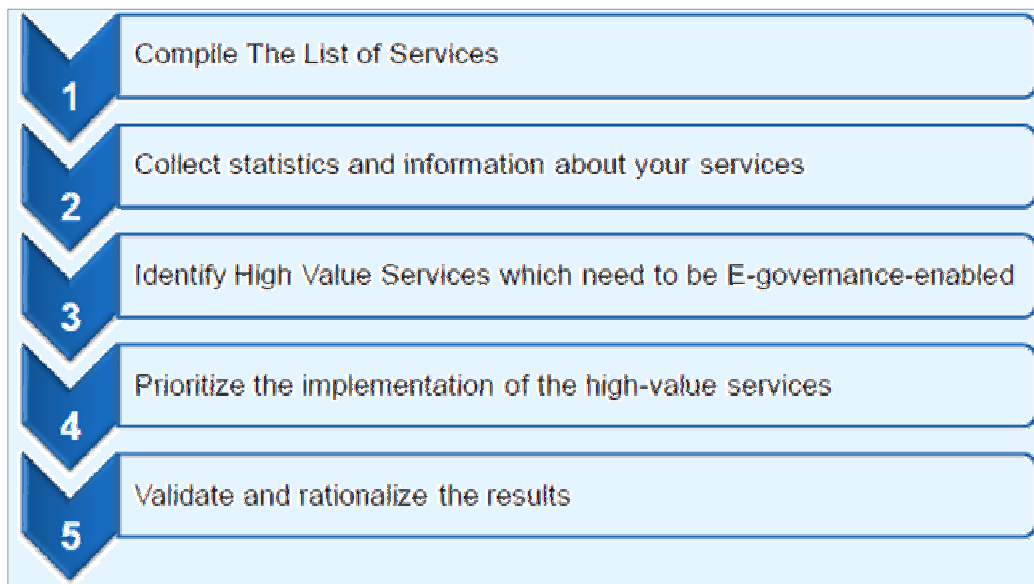 1
Compile The List of Services
2
Collect statistics and information about your services
3
Identify High Value Services which need to be E-governance-enabled
4
Prioritize the implementation of the high-value services
5
Validate and rationalize the results